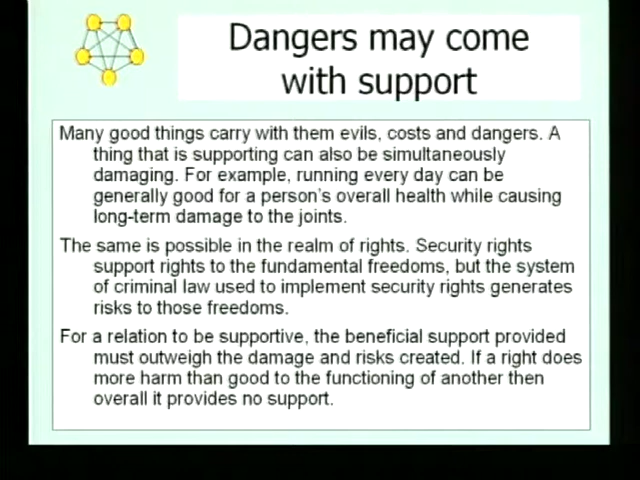 Dangers may come
with support
Many good things carry with them evils, costs and dangers. A
thing that is supporting can also be simultaneously
damaging. For example, running every day can be
generally good for a person's overall health while causing
long-term damage to the joints.
The same is possible in the realm of rights. Security rights
support rights to the fundamental freedoms, but the system
of criminal law used to implement security rights generates
risks to those freedoms.
For a relation to be supportive, the beneficial support provided
must outweigh the damage and risks created. If a right does
more harm than good to the functioning of another then
overall it provides no support.